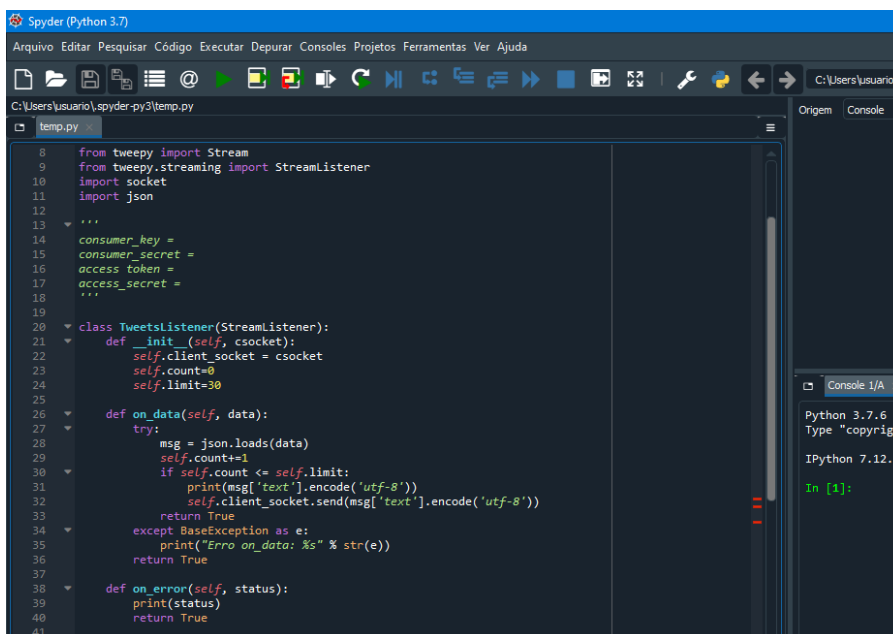 Spyder (Python 3.7)
Arquivo Editar Pesquisar Código Executar Depurar Consoles Projetos Ferramentas Ver Ajuda
C:\Users\usuario
C:\Users\usuario\.spyder-py3\temp.py
Origem Console
temp.py
8 from tweepy import Stream
9 from tweepy.streaming import StreamListener
10 import socket
11 import json
12
13 '''
14 consumer_key =
15 consumer_secret =
16 access token =
17 access_secret =
18 '''
19
20 class TweetsListener(StreamListener):
21     def __init__(self, csocket):
22         self.client_socket = csocket
23         self.count=0
24         self.limit=30
25
26     def on_data(self, data):
27         try:
28             msg = json.loads(data)
29             self.count+=1
30             if self.count <= self.limit:
31                 print(msg['text'].encode('utf-8'))
32                 self.client_socket.send(msg['text'].encode('utf-8'))
33             return True
34         except BaseException as e:
35             print("Erro on_data: %s" % str(e))
36         return True
37
38     def on_error(self, status):
39         print(status)
40         return True
41
Console 1/A
Python 3.7.6
Type "copyrig
IPython 7.12.
In [1]: